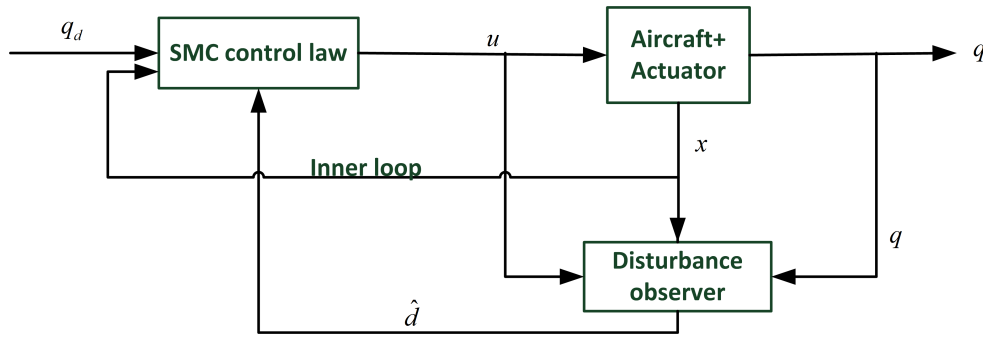 q_d
SMC control law
u
Aircraft+
Actuator
q
x
Inner loop
q
Disturbance
observer
d̂